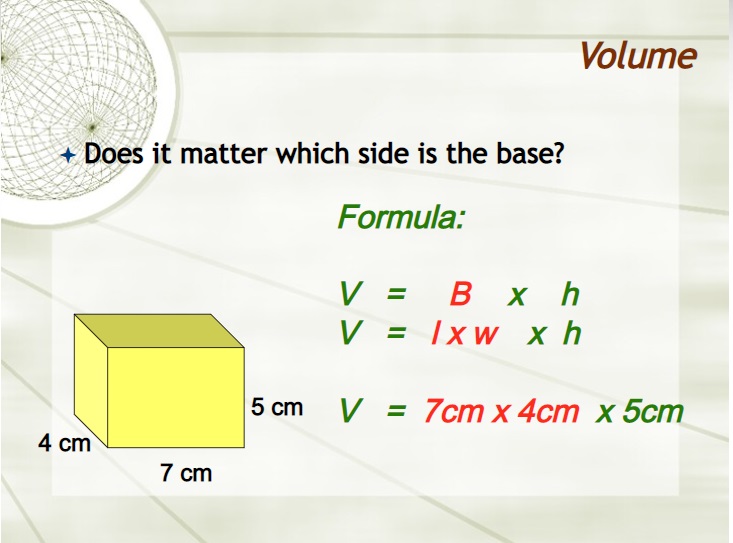 Volume
Does it matter which side is the base?
Formula:
V = B x h
V = l x w x h
5 cm
V = 7cm x 4cm x 5cm
4 cm
7 cm